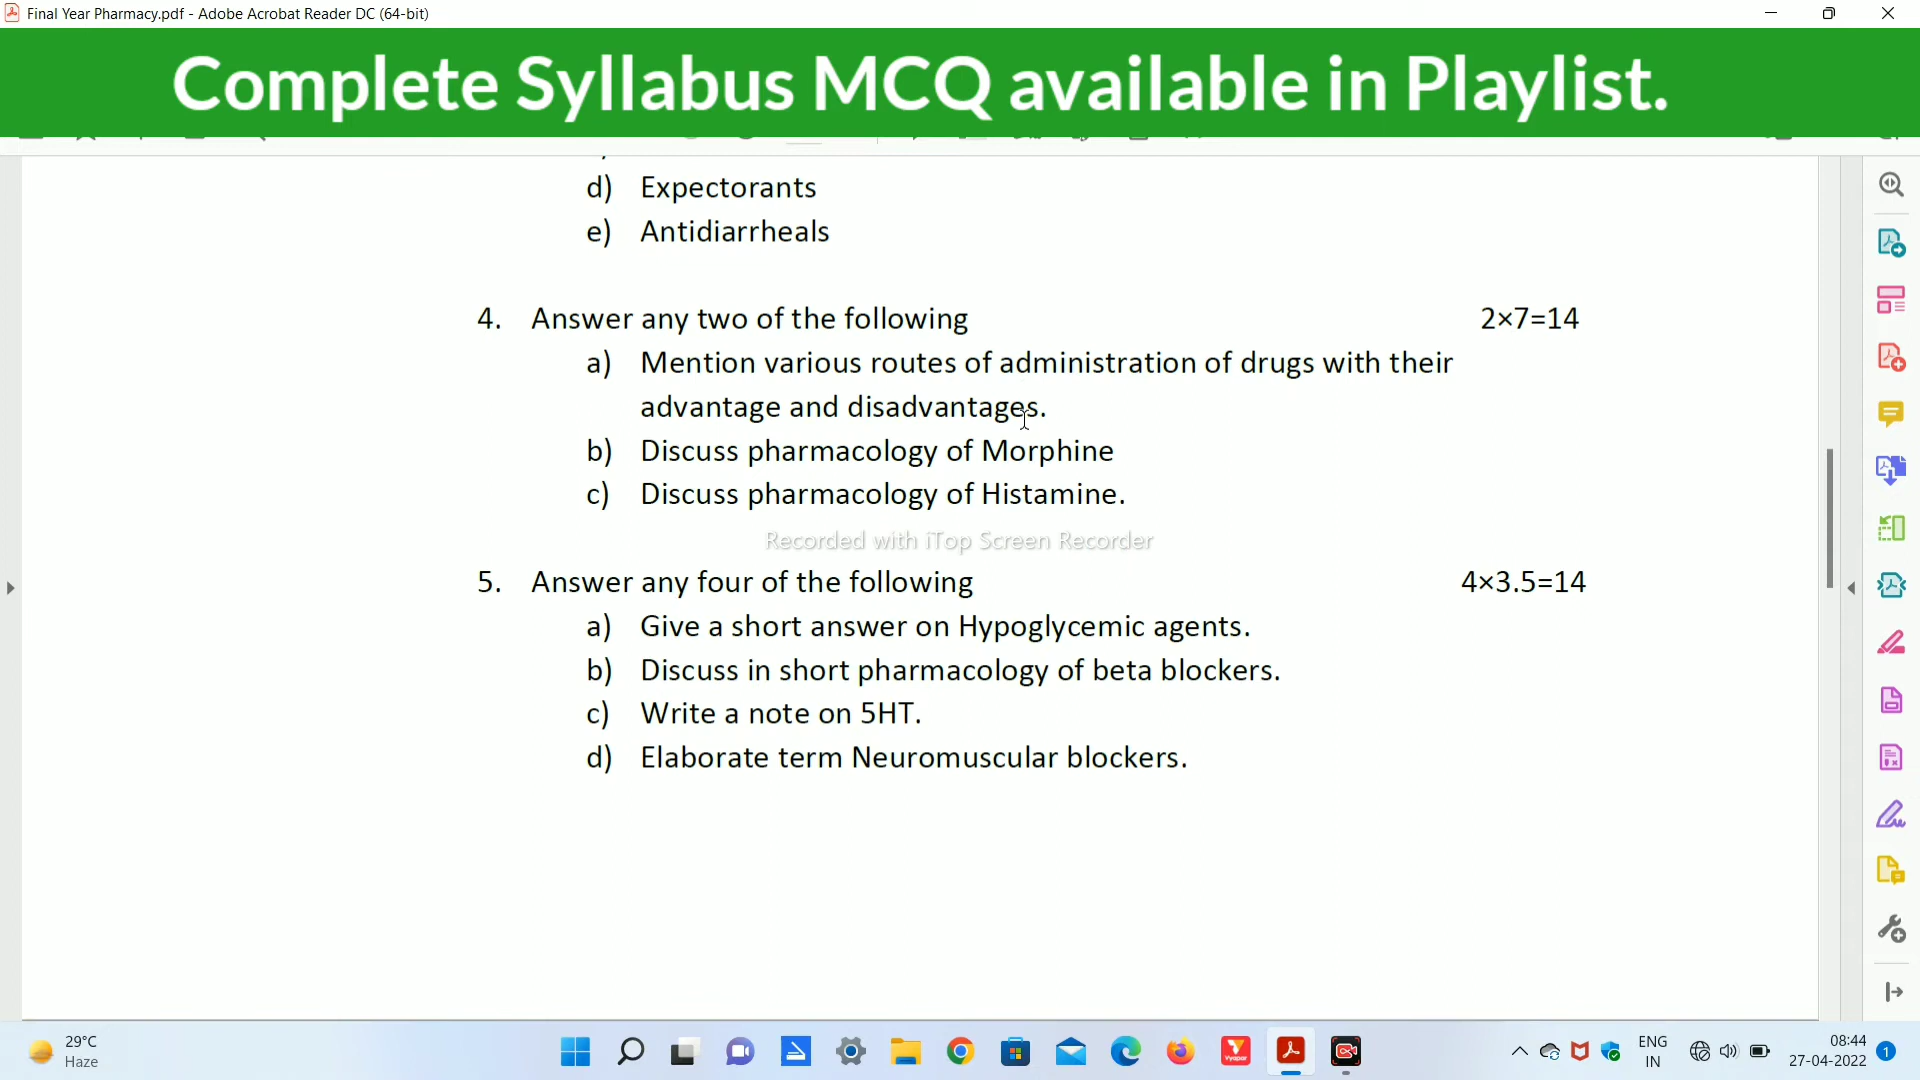 Final Year Pharmacy.pdf - Adobe Acrobat Reader DC (64-bit)
Complete Syllabus MCQ available in Playlist.
d) Expectorants
e) Antidiarrheals
4. Answer any two of the following 2×7=14
a) Mention various routes of administration of drugs with their
advantage and disadvantages.
b) Discuss pharmacology of Morphine
c) Discuss pharmacology of Histamine.
Recorded with iTop Screen Recorder
5. Answer any four of the following 4×3.5=14
a) Give a short answer on Hypoglycemic agents.
b) Discuss in short pharmacology of beta blockers.
c) Write a note on 5HT.
d) Elaborate term Neuromuscular blockers.
29°C
Haze
Vyapar
ENG
IN
08:44
27-04-2022
1